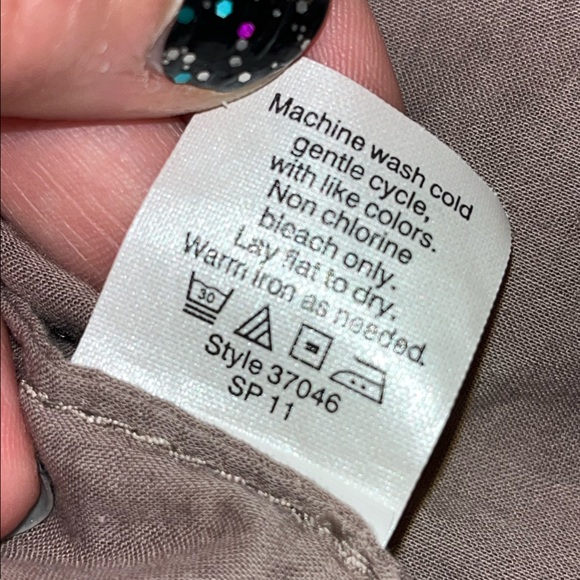 Machine wash cold
gentle cycle,
with like colors.
Non chlorine
bleach only.
Lay flat to dry.
Warm iron as needed.
30
Style 37046
SP 11